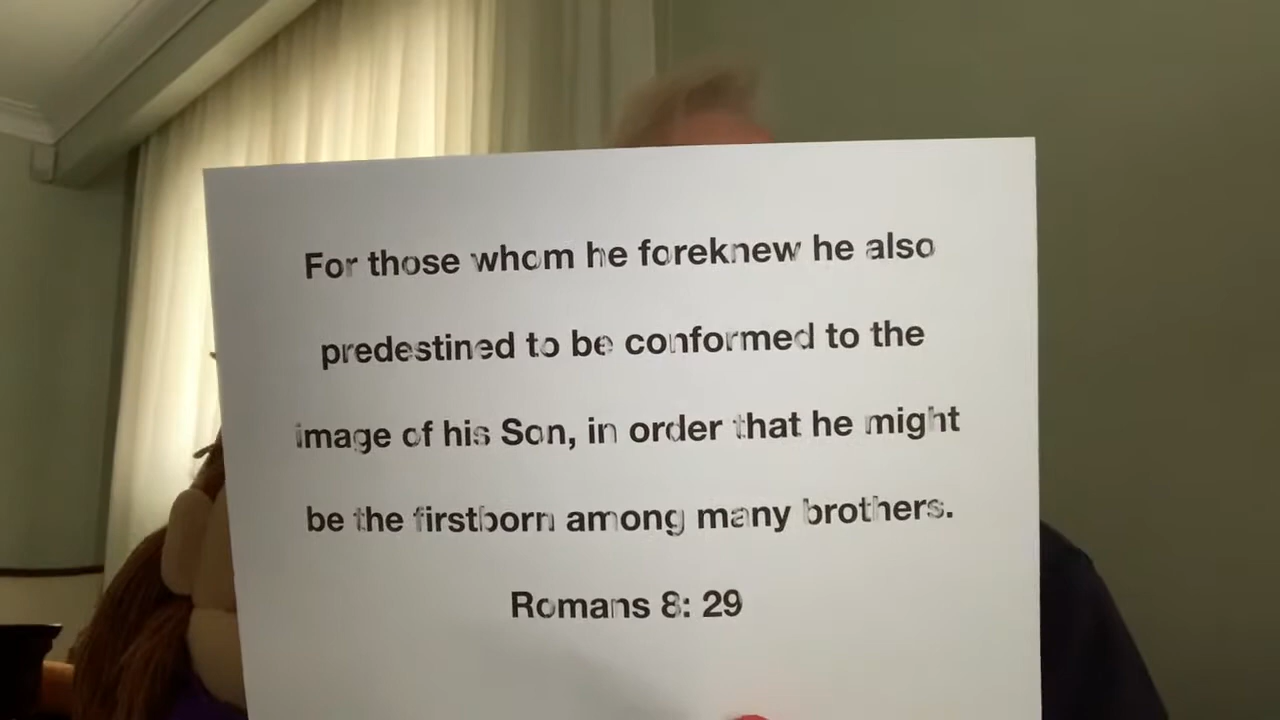 For those whom he foreknew he also
predestined to be conformed to the
image of his Son, in order that he might
be the firstborn among many brothers.
Romans 8: 29